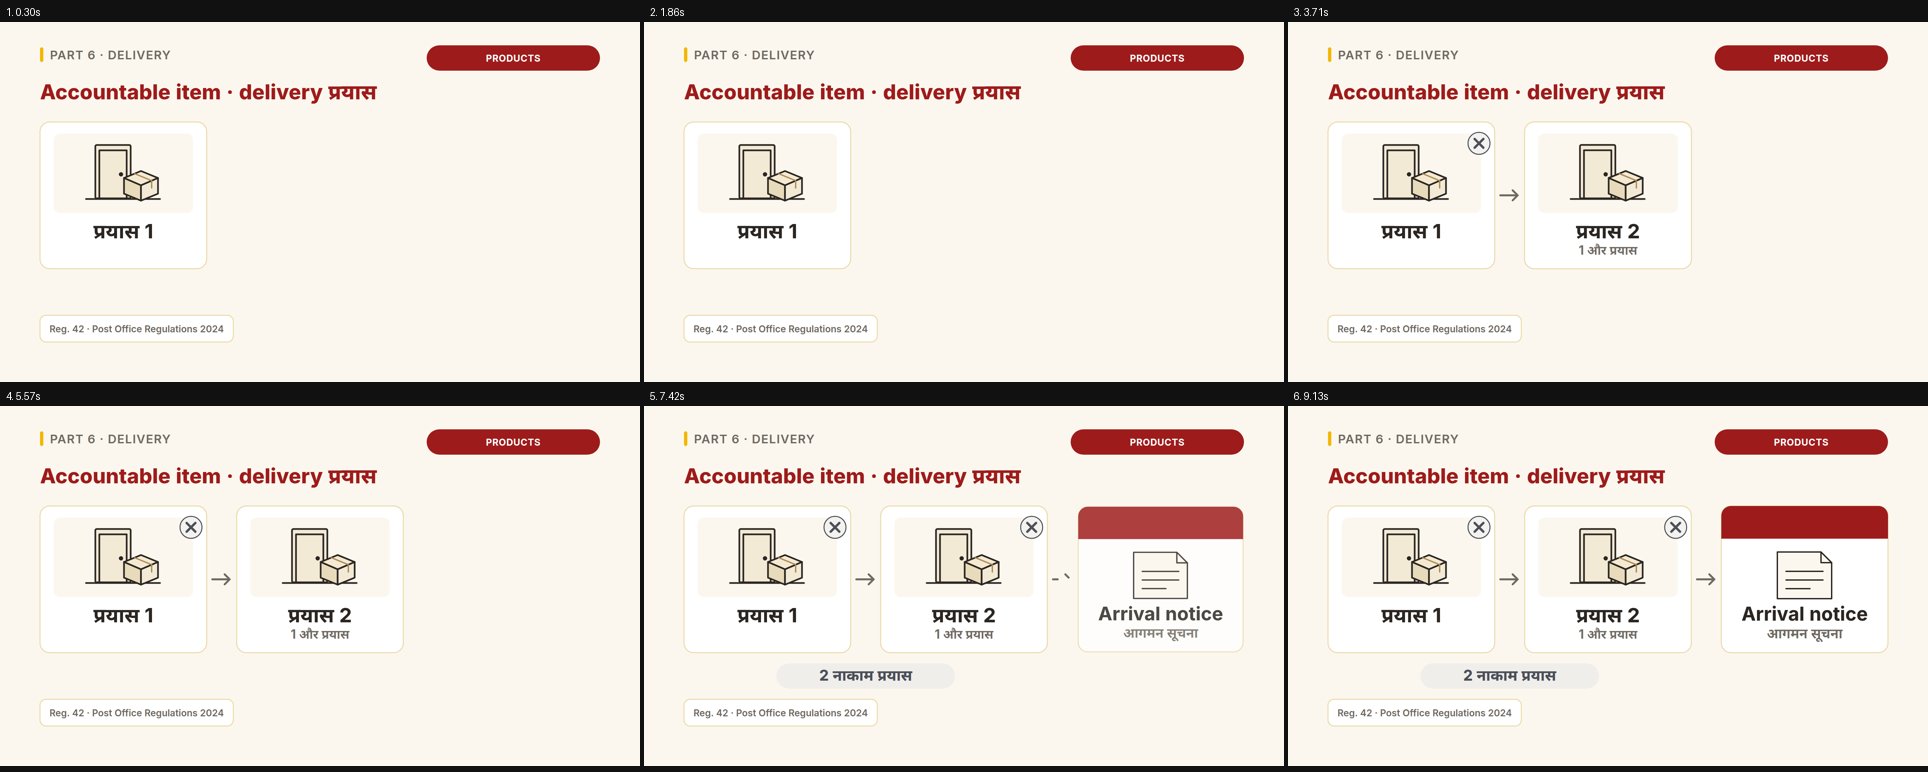 1. 0.30s
PART 6 · DELIVERY
PRODUCTS
Accountable item · delivery प्रयास
प्रयास 1
Reg. 42 · Post Office Regulations 2024
2. 1.86s
PART 6 · DELIVERY
PRODUCTS
Accountable item · delivery प्रयास
प्रयास 1
Reg. 42 · Post Office Regulations 2024
3. 3.71s
PART 6 · DELIVERY
PRODUCTS
Accountable item · delivery प्रयास
प्रयास 1
प्रयास 2
1 और प्रयास
Reg. 42 · Post Office Regulations 2024
4. 5.57s
PART 6 · DELIVERY
PRODUCTS
Accountable item · delivery प्रयास
प्रयास 1
प्रयास 2
1 और प्रयास
Reg. 42 · Post Office Regulations 2024
5. 7.42s
PART 6 · DELIVERY
PRODUCTS
Accountable item · delivery प्रयास
प्रयास 1
प्रयास 2
1 और प्रयास
Arrival notice
आगमन सूचना
2 नाकाम प्रयास
Reg. 42 · Post Office Regulations 2024
6. 9.13s
PART 6 · DELIVERY
PRODUCTS
Accountable item · delivery प्रयास
प्रयास 1
प्रयास 2
1 और प्रयास
Arrival notice
आगमन सूचना
2 नाकाम प्रयास
Reg. 42 · Post Office Regulations 2024